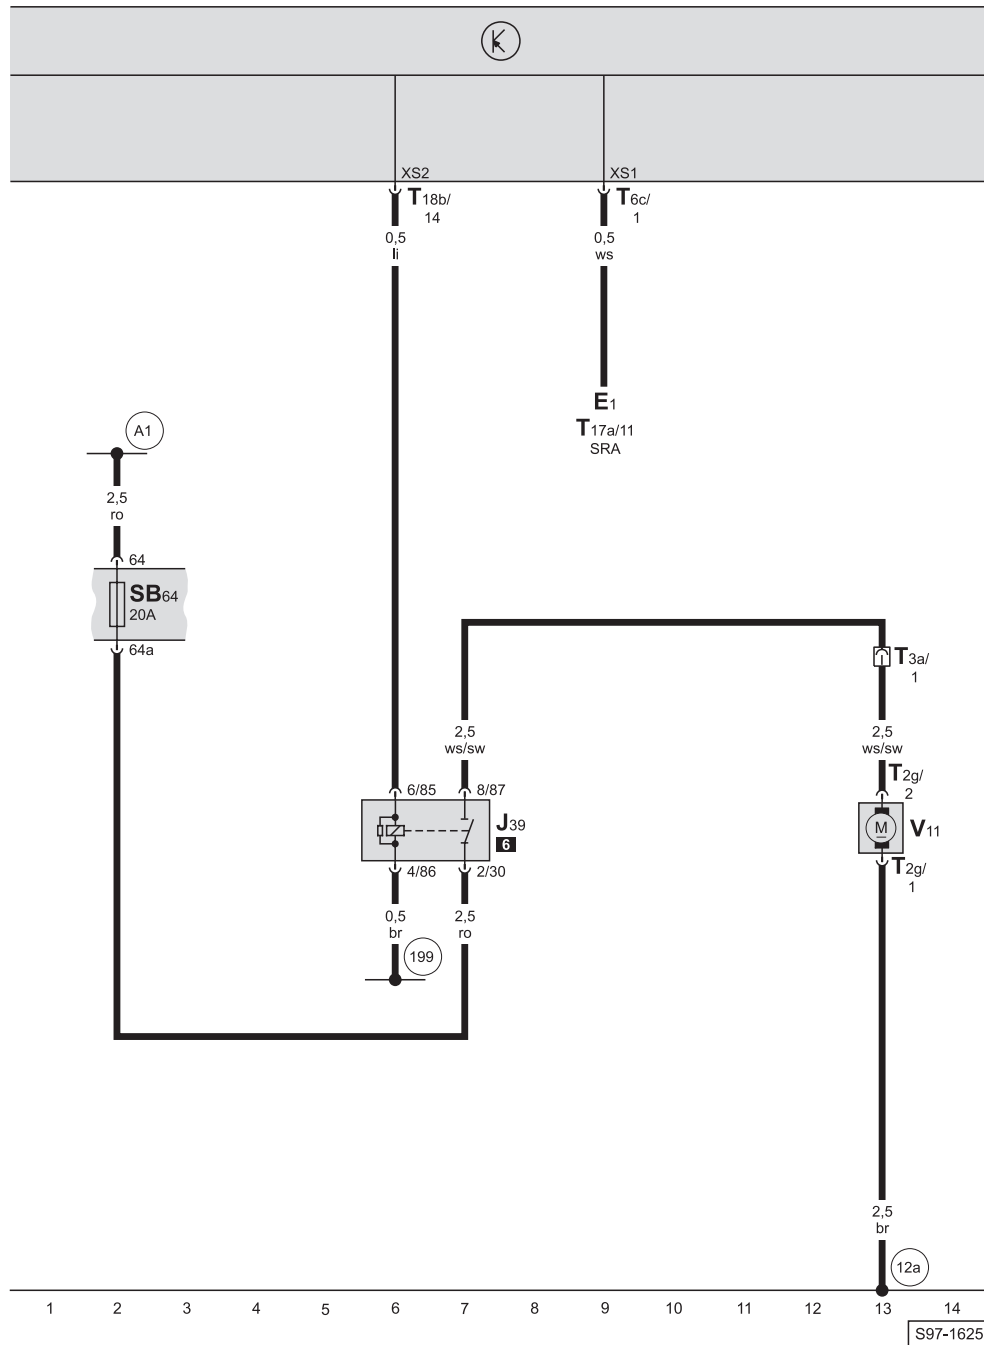 XS2
XS1
T18b/
14
T6c/
1
0,5
li
0,5
ws
E1
T17a/11
SRA
A1
2,5
ro
64
SB64
20A
64a
T3a/
1
2,5
ws/sw
2,5
ws/sw
T2g/
2
6/85
8/87
J39
6
M
V11
4/86
2/30
T2g/
1
0,5
br
2,5
ro
199
2,5
br
12a
1 2 3 4 5 6 7 8 9 10 11 12 13 14
S97-1625